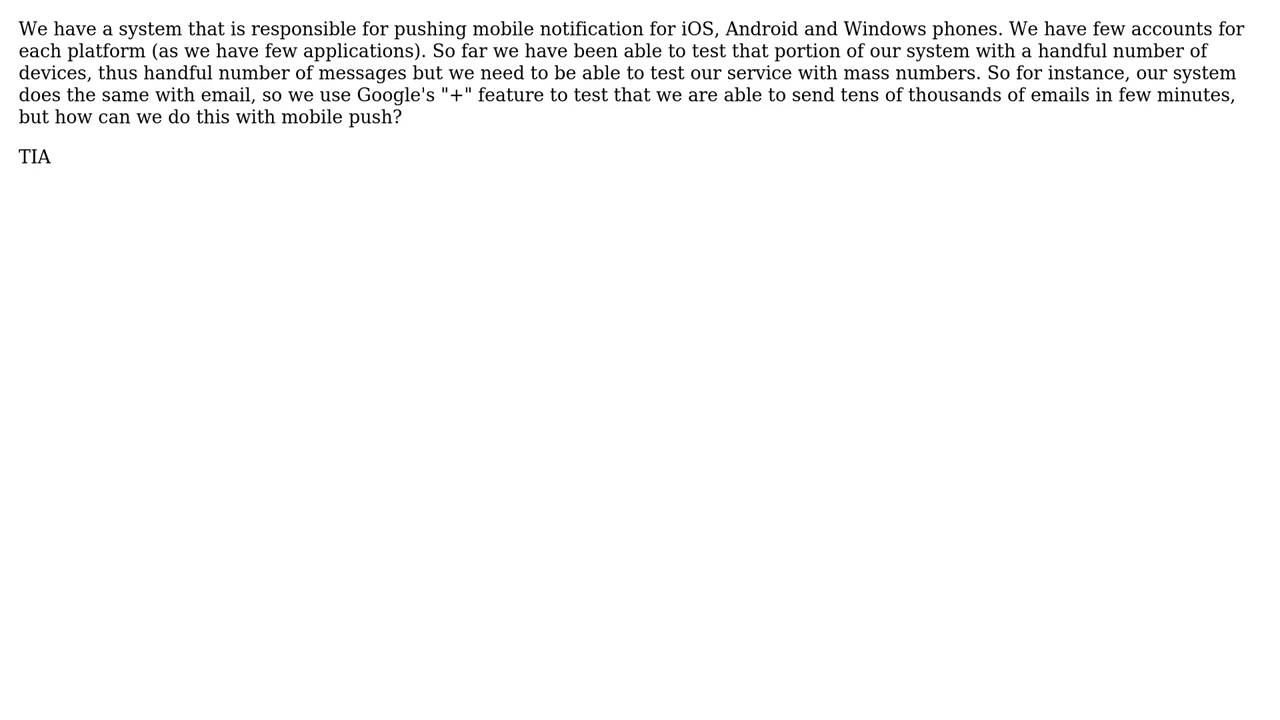 We have a system that is responsible for pushing mobile notification for iOS, Android and Windows phones. We have few accounts for
each platform (as we have few applications). So far we have been able to test that portion of our system with a handful number of
devices, thus handful number of messages but we need to be able to test our service with mass numbers. So for instance, our system
does the same with email, so we use Google's "+" feature to test that we are able to send tens of thousands of emails in few minutes,
but how can we do this with mobile push?
TIA